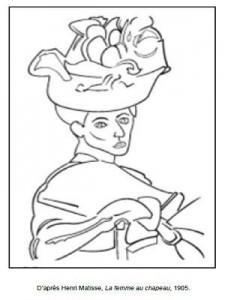 D'après Henri Matisse, La femme au chapeau, 1905.